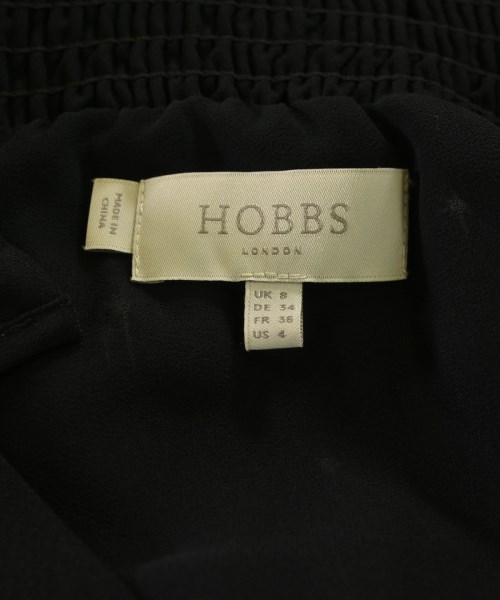 MADE IN
CHINA
HOBBS
LONDON
UK 8
DE 34
FR 36
US 4